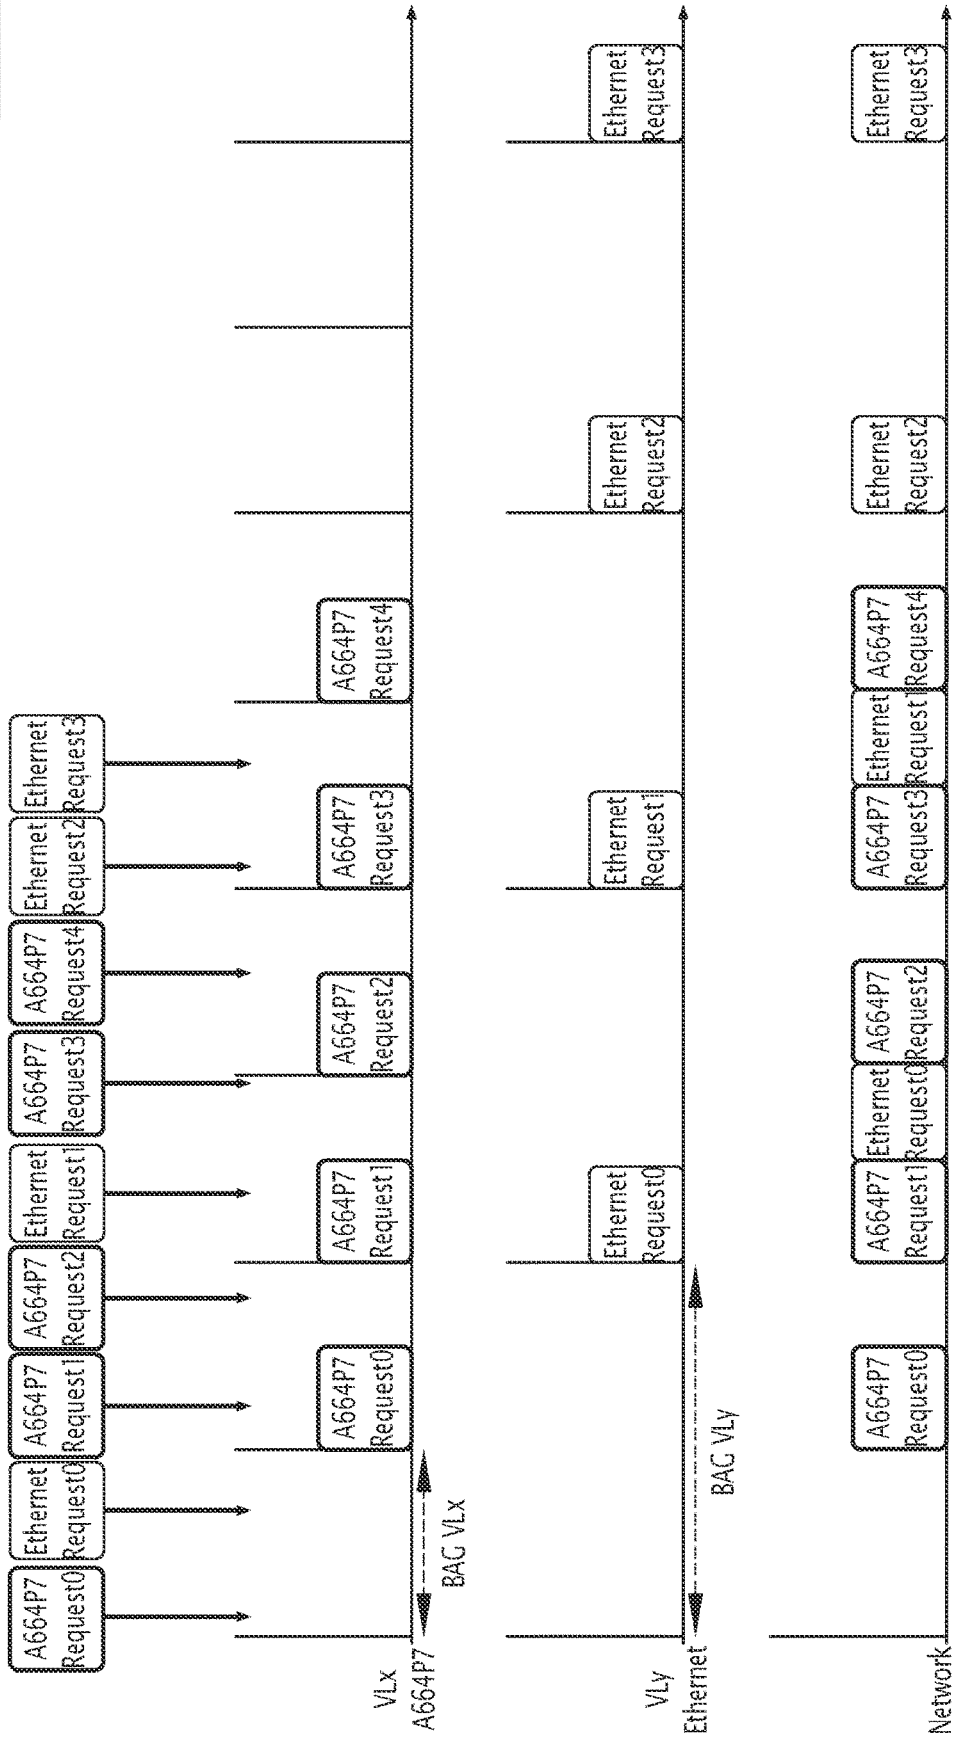 A664P7
Request0
Ethernet
Request0
A664P7
Request1
A664P7
Request2
Ethernet
Request1
A664P7
Request3
A664P7
Request4
Ethernet
Request2
Ethernet
Request3
VLx
A664P7
A664P7
Request0
A664P7
Request1
A664P7
Request2
A664P7
Request3
A664P7
Request4
BAG VLx
VLy
Ethernet
Ethernet
Request0
Ethernet
Request1
Ethernet
Request2
Ethernet
Request3
BAG VLy
Network
A664P7
Request0
A664P7
Request1
Ethernet
Request0
A664P7
Request2
A664P7
Request3
Ethernet
Request1
A664P7
Request4
Ethernet
Request2
Ethernet
Request3